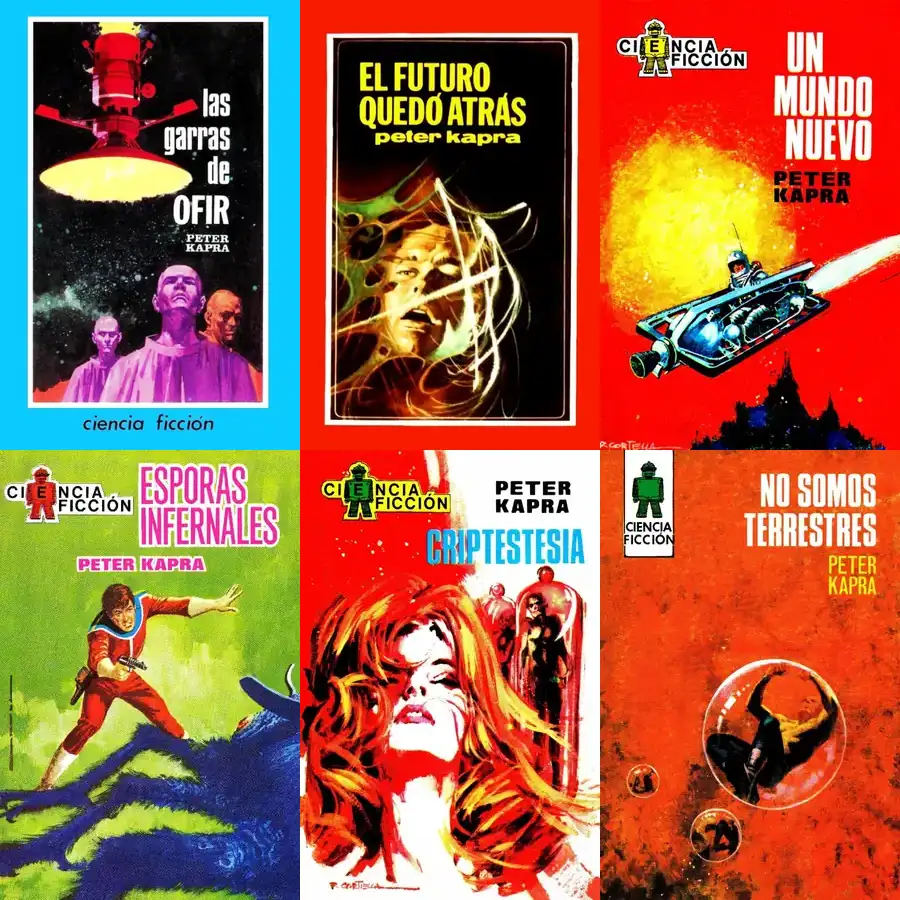 las
garras
de
OFIR
PETER
KAPRA
ciencia ficción
EL FUTURO
QUEDÓ ATRÁS
peter kapra
CIENCIA
FICCIÓN
UN
MUNDO
NUEVO
PETER
KAPRA
R. CORTIELLA
CIENCIA
FICCIÓN
ESPORAS
INFERNALES
PETER KAPRA
CIENCIA
FICCIÓN
PETER
KAPRA
CRIPTESTESIA
R. CORTIELLA
CIENCIA
FICCIÓN
NO SOMOS
TERRESTRES
PETER
KAPRA